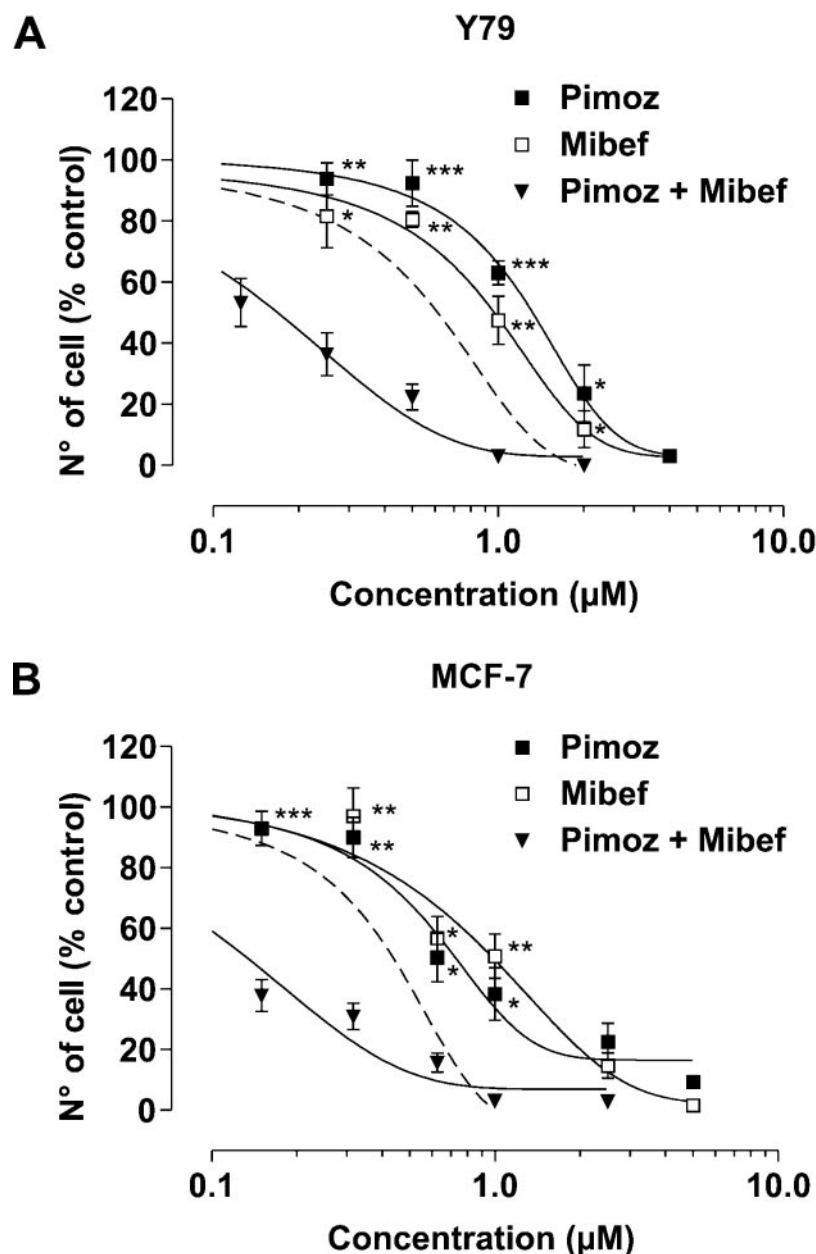 A
Y79
Pimoz
Mibef
Pimoz + Mibef
N° of cell (% control)
120
100
80
60
40
20
0
**
***
*
**
***
**
*
*
0.1
1.0
10.0
Concentration (µM)
B
MCF-7
Pimoz
Mibef
Pimoz + Mibef
N° of cell (% control)
120
100
80
60
40
20
0
***
**
**
*
*
**
*
0.1
1.0
10.0
Concentration (µM)